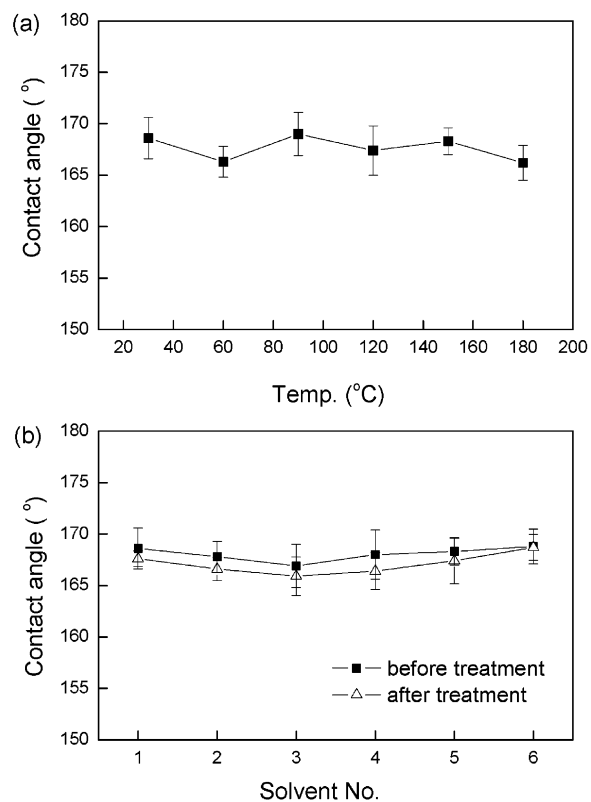 (a)
180
175
170
165
155
150
Contact angle ( °)
20 40 60 80 100 120 140 160 180 200
Temp. (°C)
(b)
180
175
170
165
160
155
150
Contact angle ( °)
before treatment
after treatment
1 2 3 4 5 6
Solvent No.